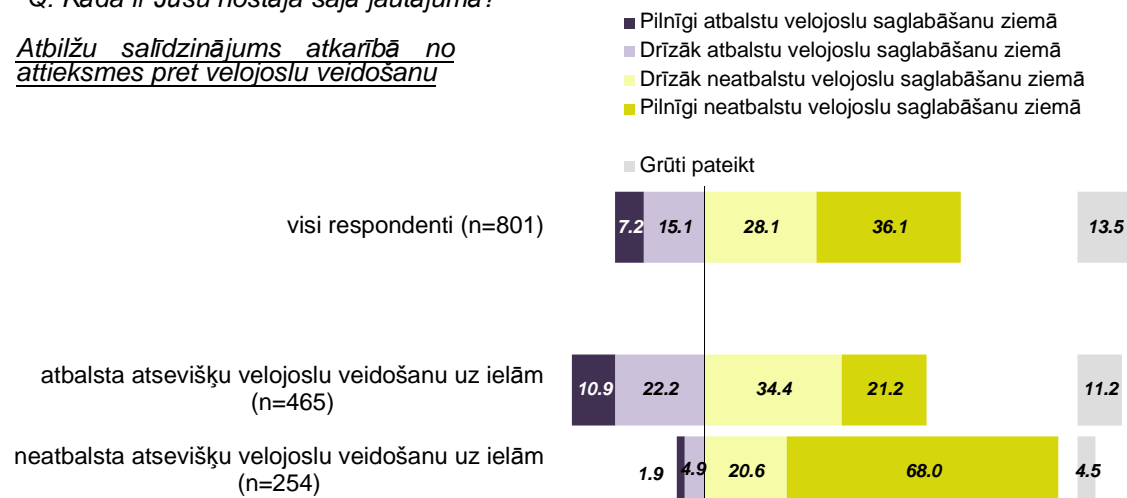 Q: Kāda ir Jūsu nostāja šajā jautājumā?
Atbilžu salīdzinājums atkarībā no
attieksmes pret velojoslu veidošanu
Pilnīgi atbalstu velojoslu saglabāšanu ziemā
Drīzāk atbalstu velojoslu saglabāšanu ziemā
Drīzāk neatbalstu velojoslu saglabāšanu ziemā
Pilnīgi neatbalstu velojoslu saglabāšanu ziemā
Grūti pateikt
visi respondenti (n=801)
7.2 15.1 28.1 36.1 13.5
atbalsta atsevišķu velojoslu veidošanu uz ielām
(n=465)
10.9 22.2 34.4 21.2 11.2
neatbalsta atsevišķu velojoslu veidošanu uz ielām
(n=254)
1.9 4.9 20.6 68.0 4.5